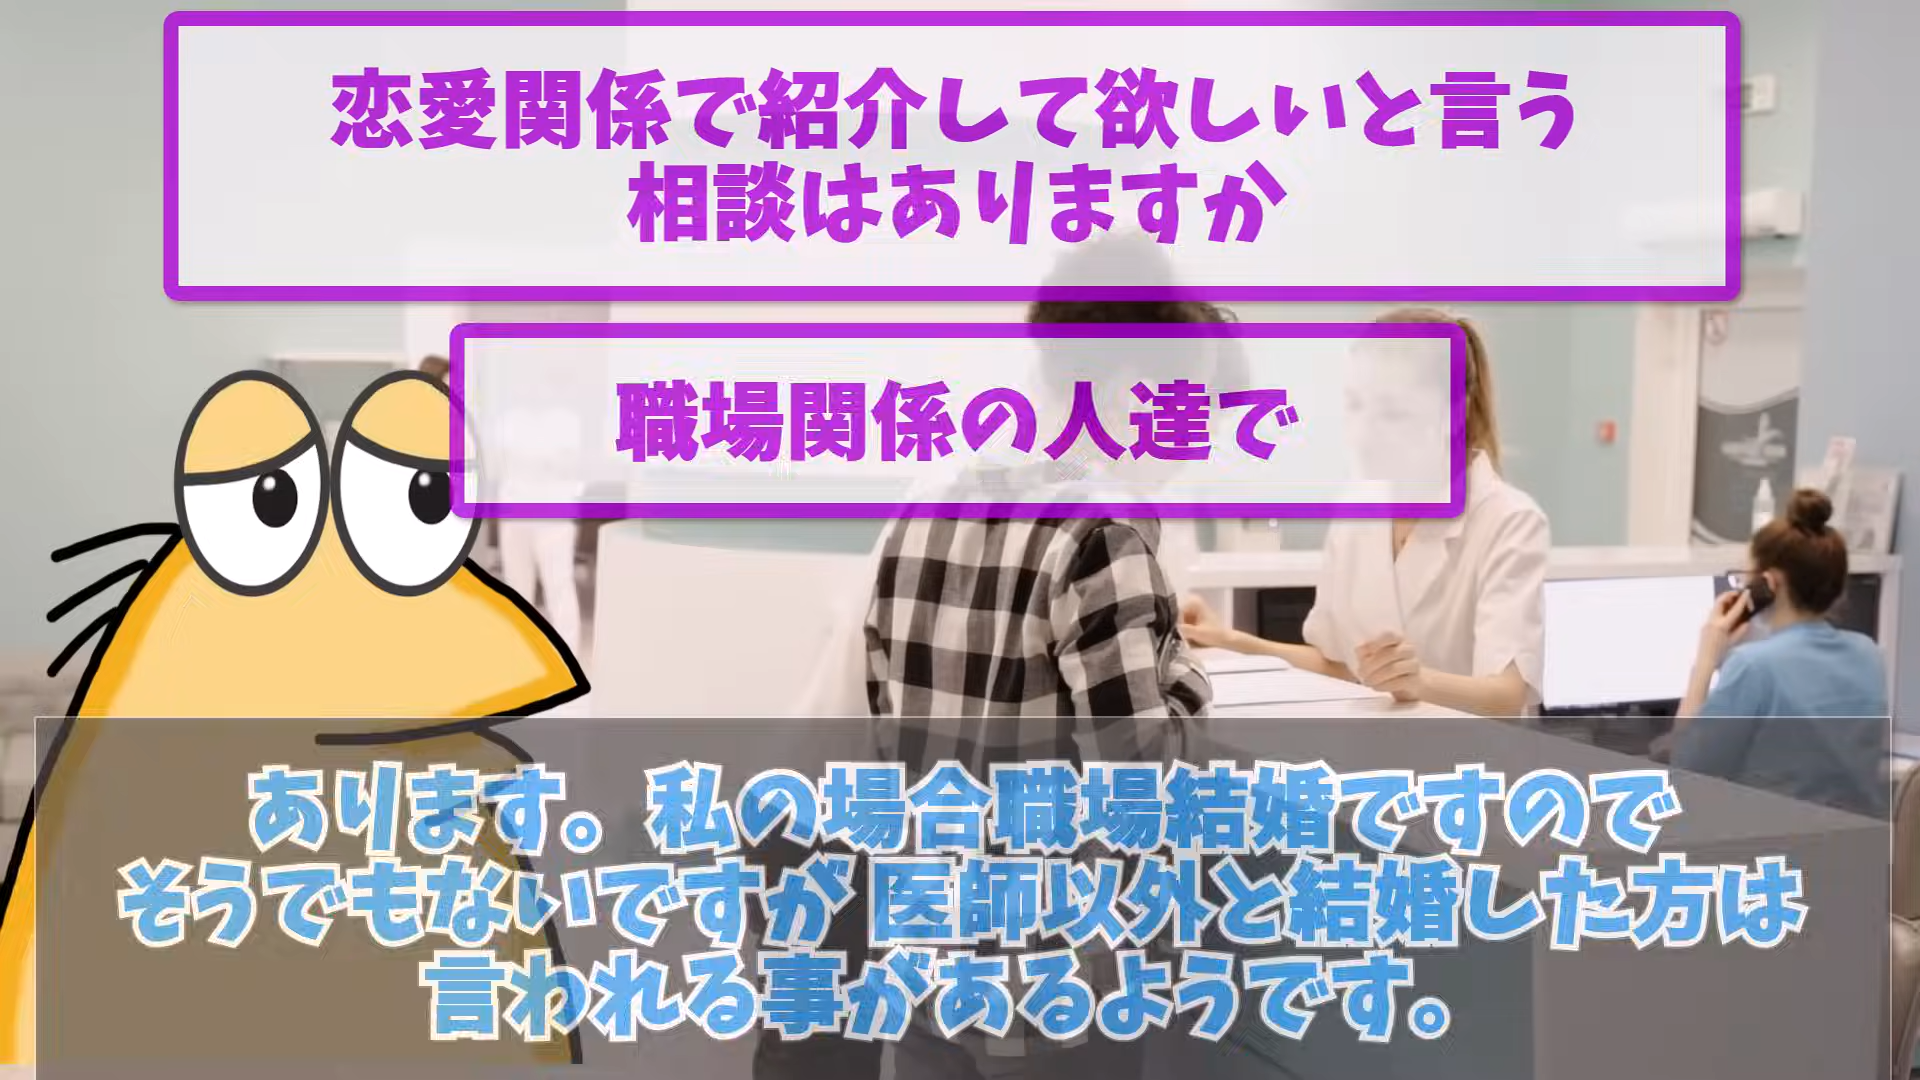 恋愛関係で紹介して欲しいと言う
相談はありますか
職場関係の人達で
あります。私の場合職場結婚ですので
そうでもないですが 医師以外と結婚した方は
言われる事があるようです。